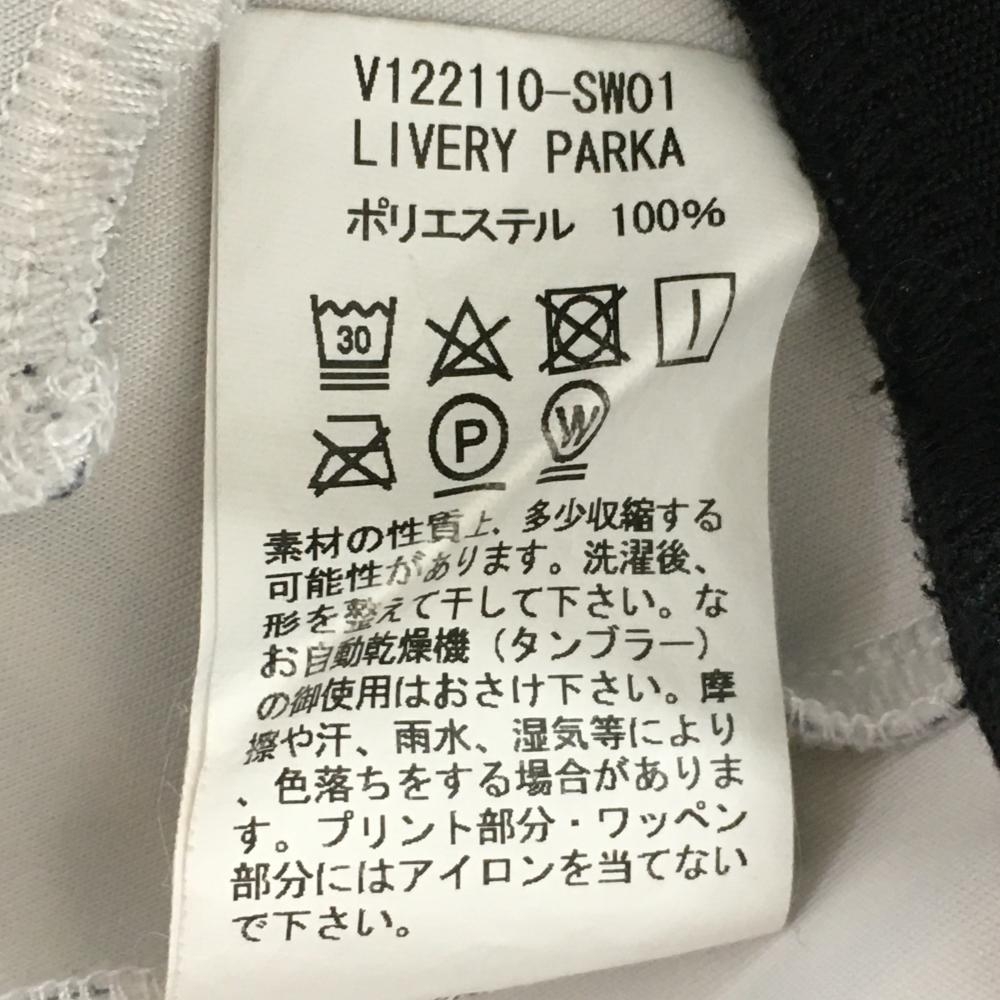 V122110-SW01
LIVERY PARKA
ポリエステル 100%
30
P
W
素材の性質上、多少収縮する
可能性があります。洗濯後、
形を整えて干して下さい。な
お自動乾燥機（タンブラー）
の御使用はおさけ下さい。摩
擦や汗、雨水、湿気等により
、色落ちをする場合がありま
す。プリント部分・ワッペン
部分にはアイロンを当てない
で下さい。